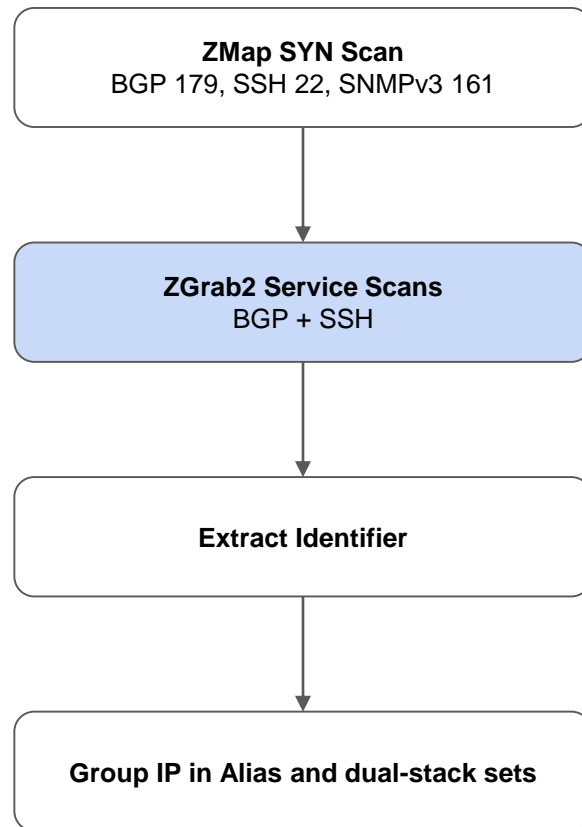 ZMap SYN Scan
BGP 179, SSH 22, SNMPv3 161
ZGrab2 Service Scans
BGP + SSH
Extract Identifier
Group IP in Alias and dual-stack sets